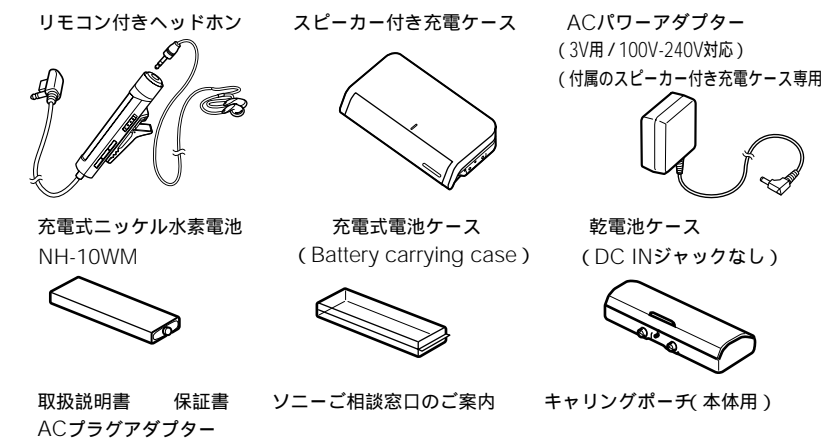 リモコン付きヘッドホン
スピーカー付き充電ケース
ACパワーアダプター
(3V用 / 100V-240V対応)
(付属のスピーカー付き充電ケース専用
充電式ニッケル水素電池
NH-10WM
充電式電池ケース
(Battery carrying case)
乾電池ケース
(DC INジャックなし)
取扱説明書 保証書 ソニーご相談窓口のご案内 キャリングポーチ(本体用)
ACプラグアダプター